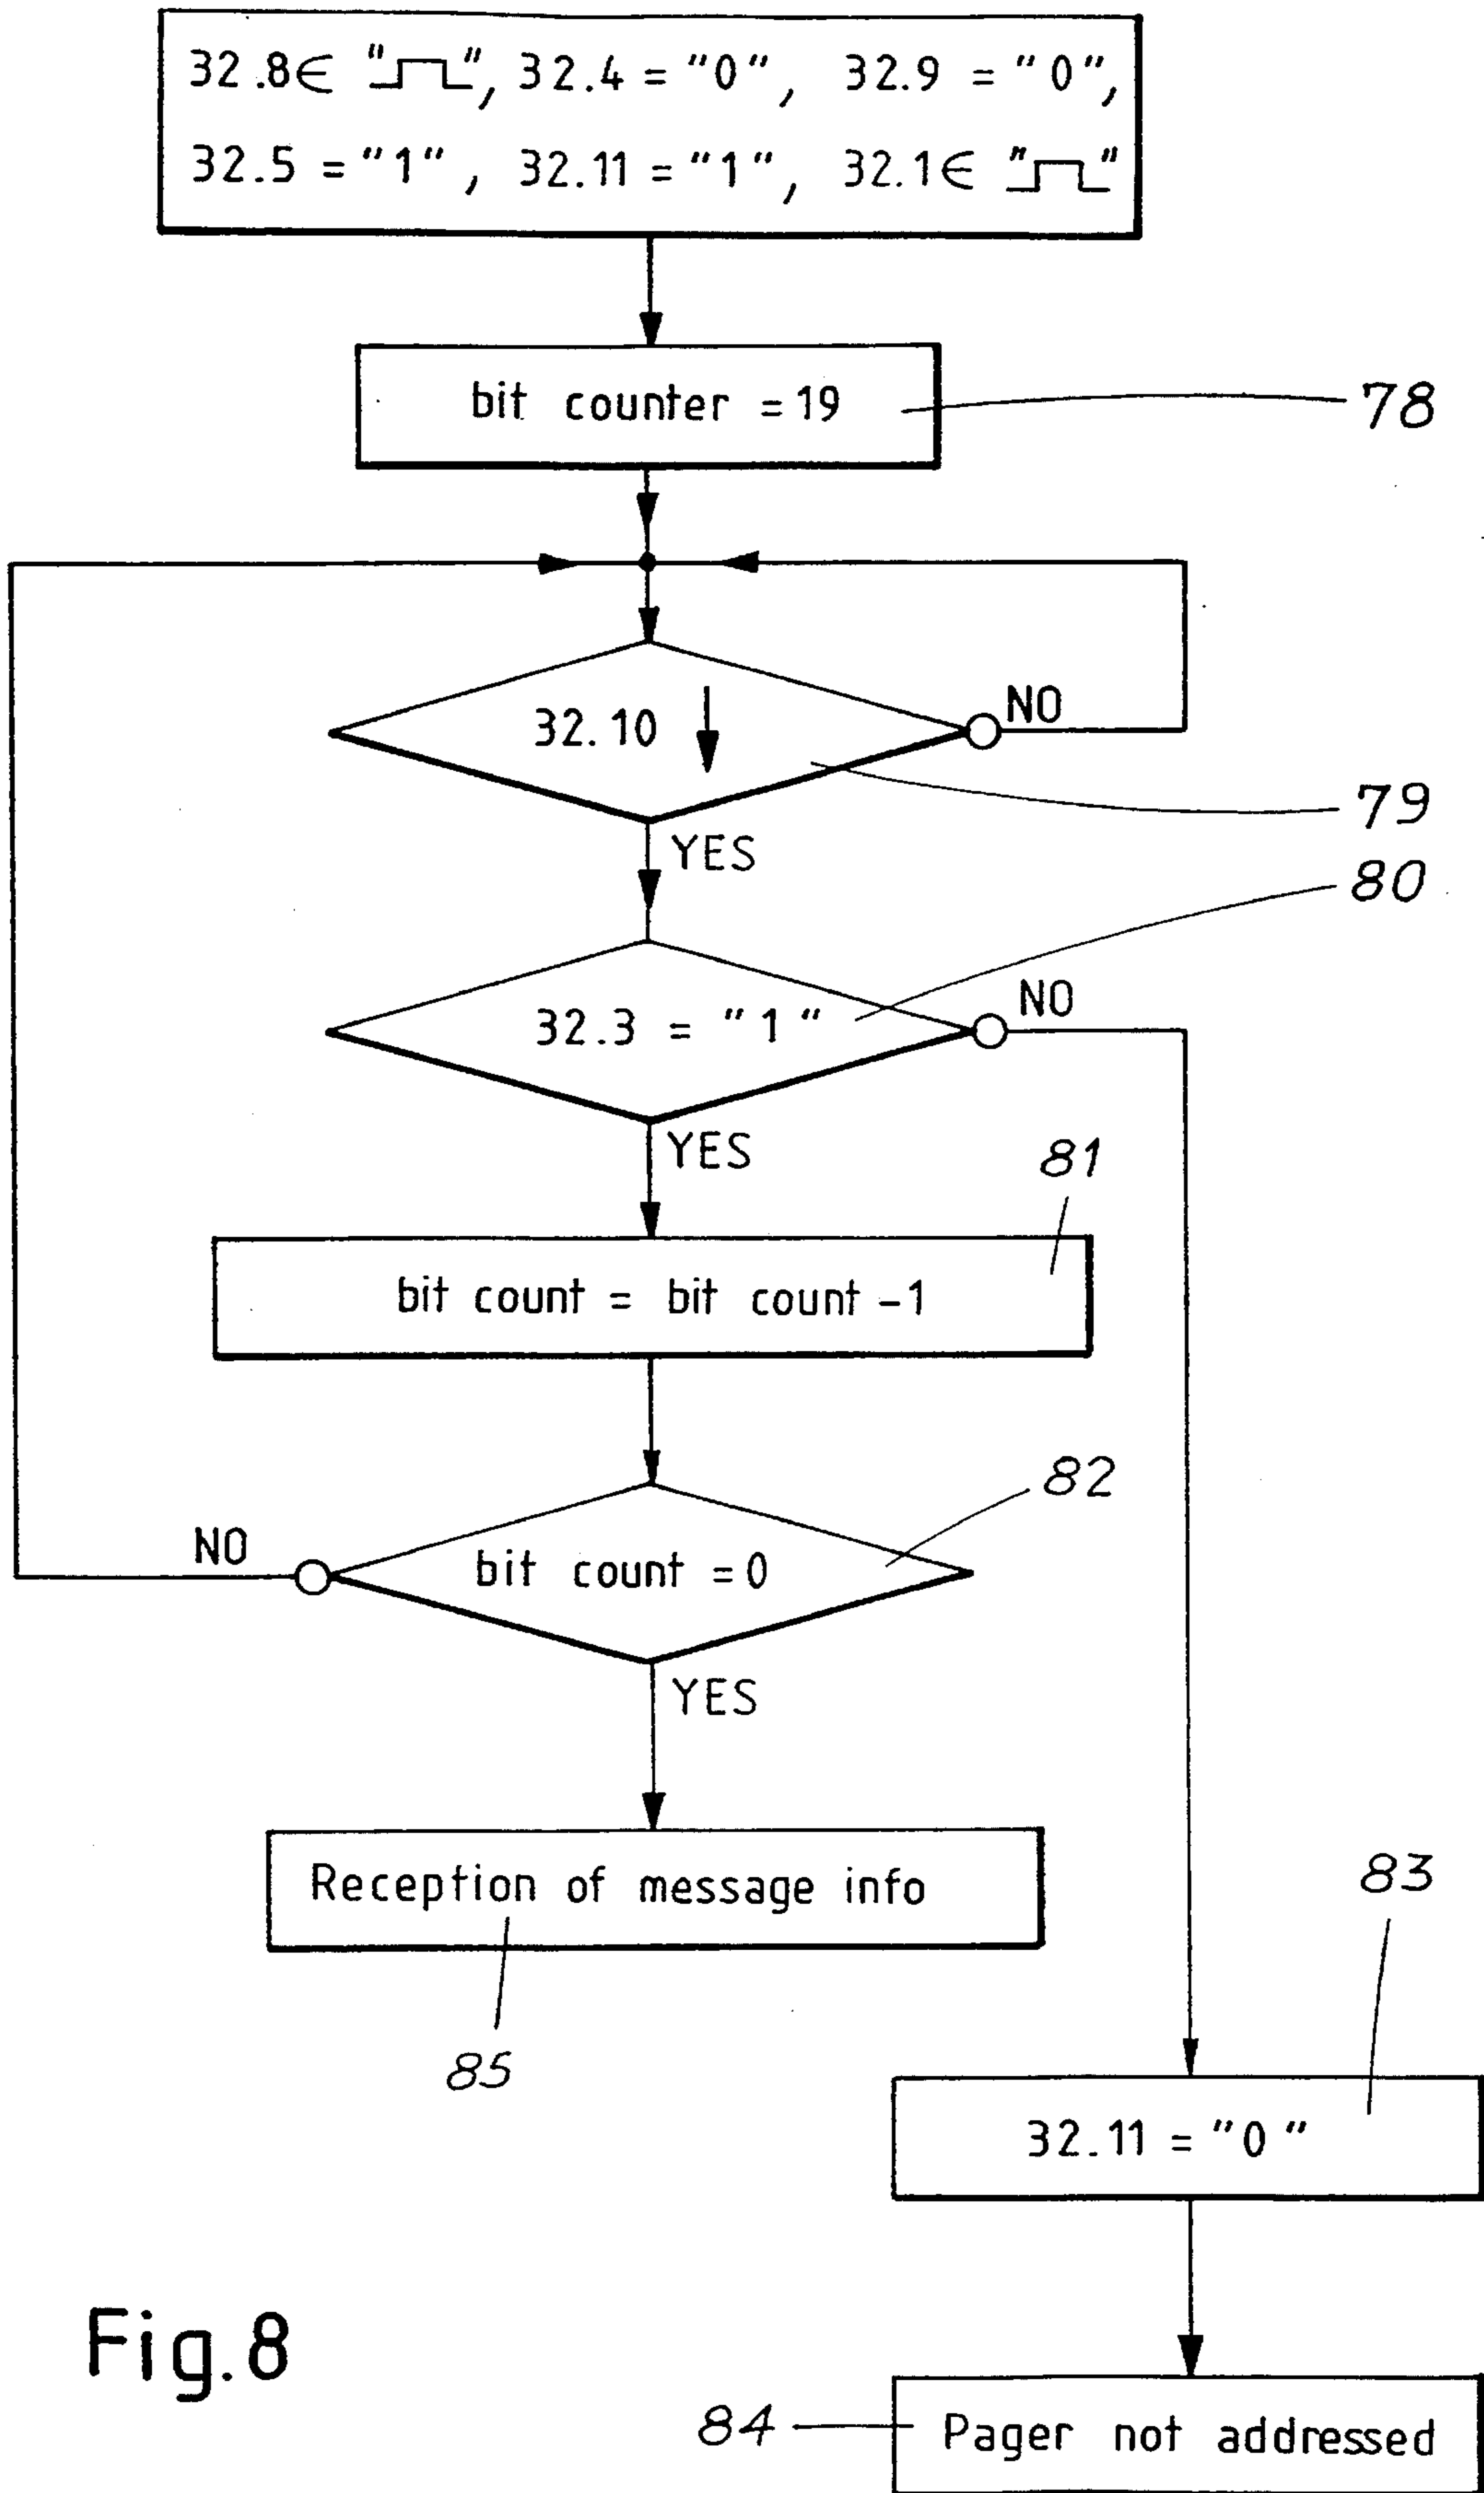 32.8∈ "⎍", 32.4 = "0", 32.9 = "0",
32.5 = "1", 32.11 = "1", 32.1∈ "⎍"
bit counter = 19
78
32.10 ↓
NO
79
YES
80
32.3 = "1"
NO
YES
81
bit count = bit count -1
82
NO
bit count = 0
YES
Reception of message info
83
85
32.11 = "0"
Fig.8
84
Pager not addressed